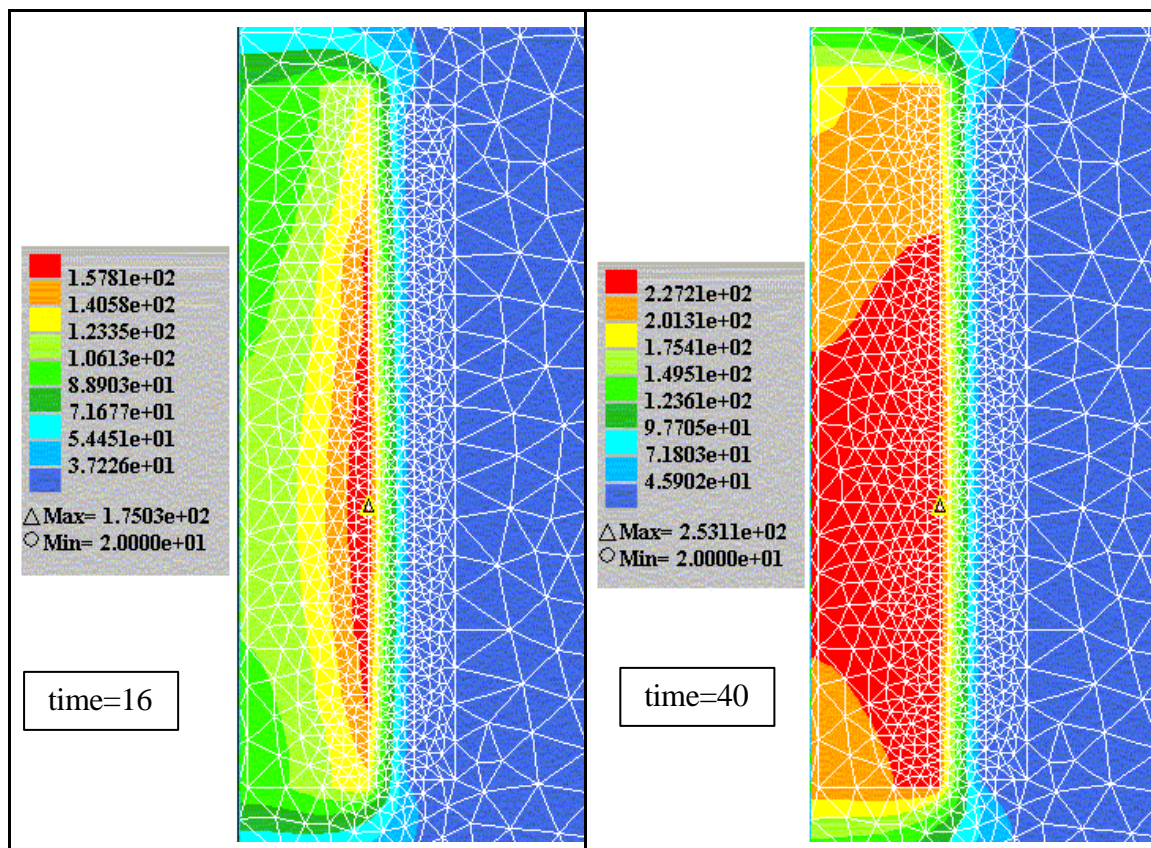 1.5781e+02
1.4058e+02
1.2335e+02
1.0613e+02
8.8903e+01
7.1677e+01
5.4451e+01
3.7226e+01
Max= 1.7503e+02
Min= 2.0000e+01
time=16
2.2721e+02
2.0131e+02
1.7541e+02
1.4951e+02
1.2361e+02
9.7705e+01
7.1803e+01
4.5902e+01
Max= 2.5311e+02
Min= 2.0000e+01
time=40